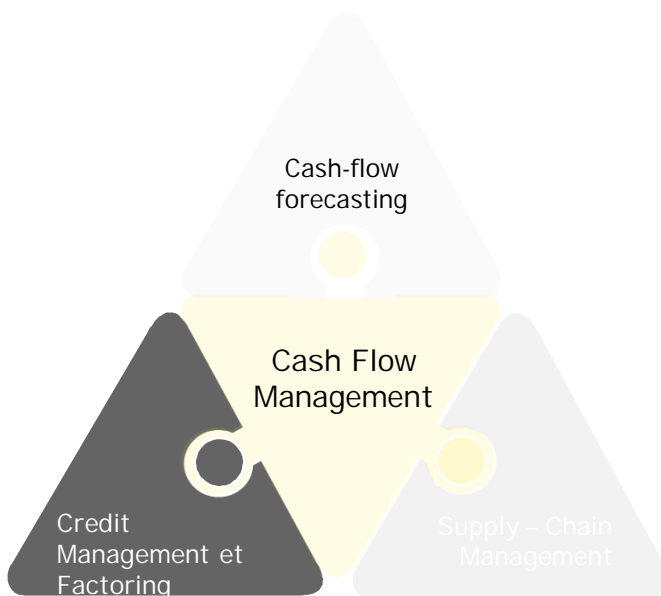 Cash-flow
forecasting
Cash Flow
Management
Credit
Management et
Factoring
Supply – Chain
Management